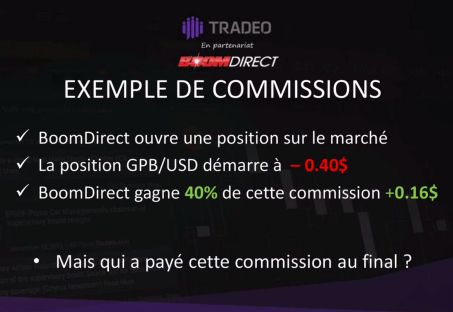 TRADEO
En partenariat
BOOMDIRECT
EXEMPLE DE COMMISSIONS
✓ BoomDirect ouvre une position sur le marché
✓ La position GPB/USD démarre à – 0.40$
✓ BoomDirect gagne 40% de cette commission +0.16$
• Mais qui a payé cette commission au final ?